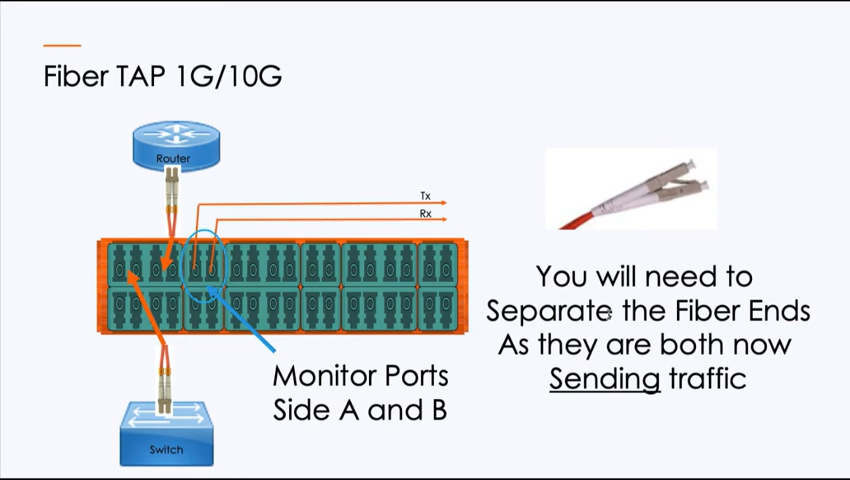 Fiber TAP 1G/10G
Router
Tx
Rx
You will need to
Separate the Fiber Ends
As they are both now
Sending traffic
Monitor Ports
Side A and B
Switch